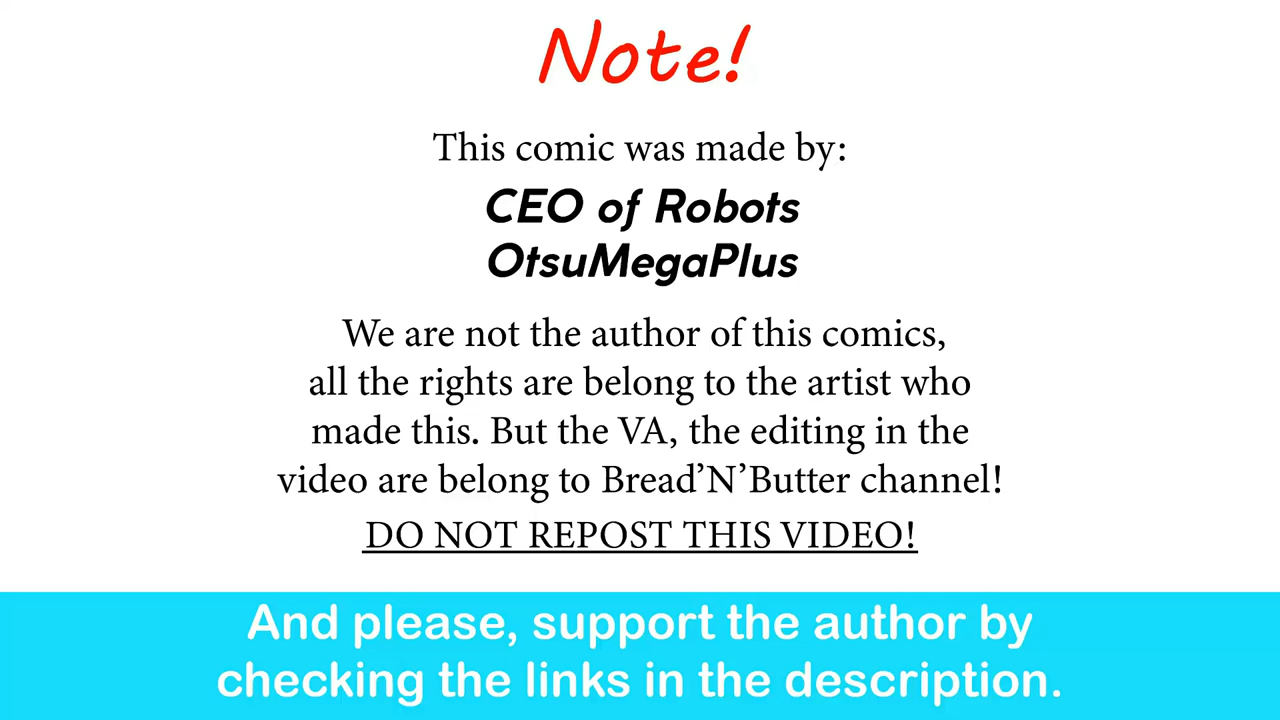 Note!
This comic was made by:
CEO of Robots
OtsuMegaPlus
We are not the author of this comics,
all the rights are belong to the artist who
made this. But the VA, the editing in the
video are belong to Bread’N’Butter channel!
DO NOT REPOST THIS VIDEO!
And please, support the author by
checking the links in the description.